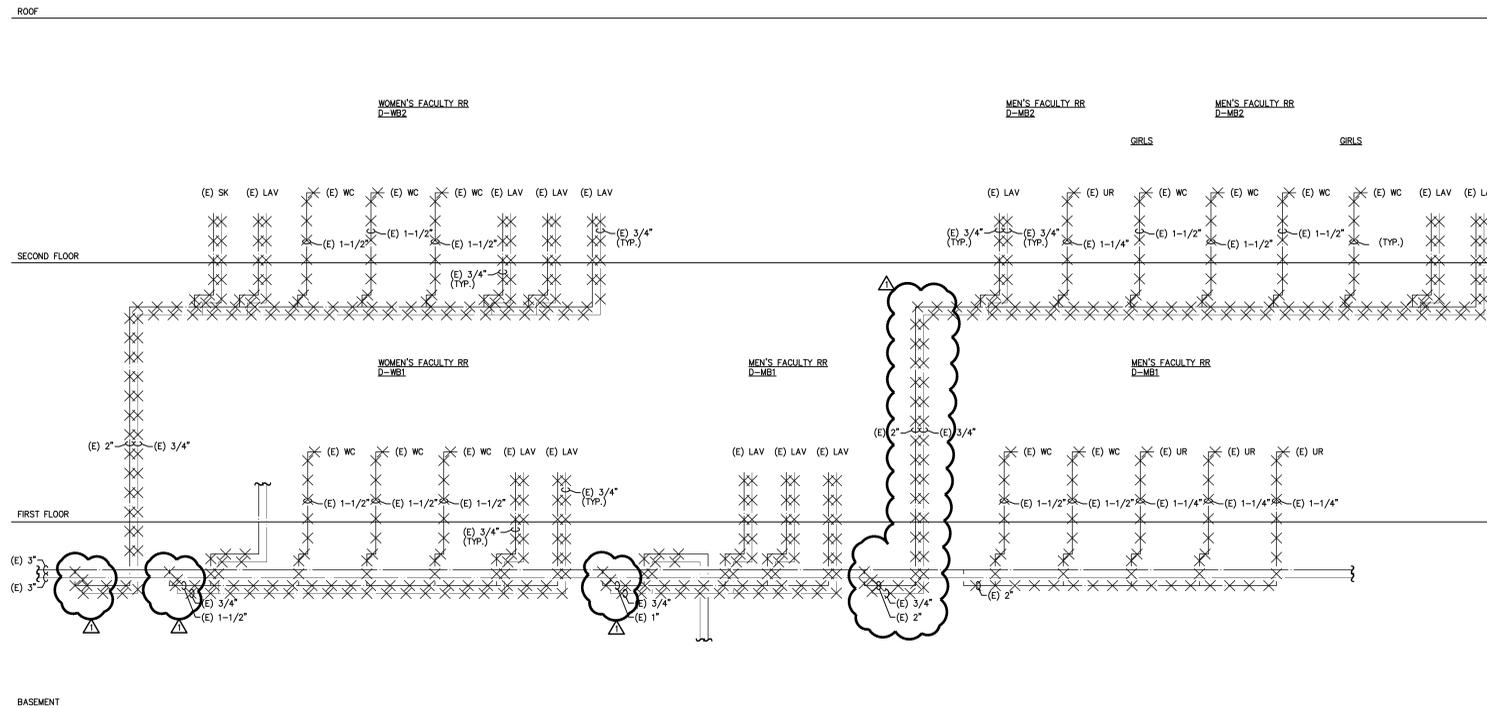 ROOF
WOMEN'S FACULTY RR
D-WB2
MEN'S FACULTY RR
D-MB2
MEN'S FACULTY RR
D-MB2
GIRLS
GIRLS
(E) SK
(E) LAV
(E) WC
(E) WC
(E) WC
(E) LAV
(E) LAV
(E) LAV
(E) LAV
(E) UR
(E) WC
(E) WC
(E) WC
(E) WC
(E) LAV
(E) 1-1/2"
(E) 1-1/2"
(E) 1-1/2"
(E) 3/4"
(TYP.)
(E) 3/4"
(TYP.)
(E) 3/4"
(TYP.)
(E) 1-1/4"
(E) 1-1/2"
(E) 1-1/2"
(E) 1-1/2"
(TYP.)
SECOND FLOOR
(E) 3/4"
(TYP.)
1
WOMEN'S FACULTY RR
D-WB1
MEN'S FACULTY RR
D-MB1
MEN'S FACULTY RR
D-MB1
(E) 2"
(E) 3/4"
(E) 2"
(E) 3/4"
(E) WC
(E) WC
(E) WC
(E) LAV
(E) LAV
(E) LAV
(E) LAV
(E) LAV
(E) WC
(E) WC
(E) UR
(E) UR
(E) UR
(E) 1-1/2"
(E) 1-1/2"
(E) 1-1/2"
(E) 3/4"
(TYP.)
(E) 1-1/2"
(E) 1-1/2"
(E) 1-1/4"
(E) 1-1/4"
(E) 1-1/4"
FIRST FLOOR
(E) 3/4"
(TYP.)
(E) 3"
(E) 3"
(E) 3/4"
(E) 1-1/2"
(E) 3/4"
(E) 1"
(E) 3/4"
(E) 2"
(E) 2"
1
1
1
BASEMENT